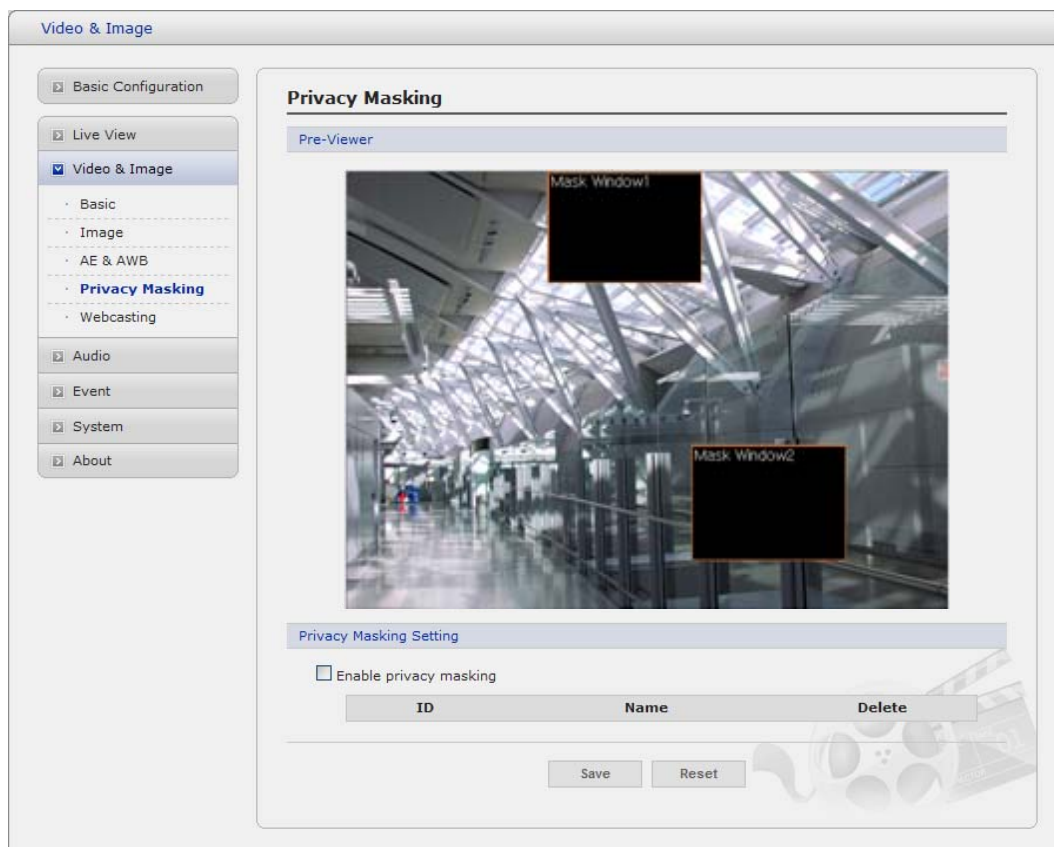 Video & Image
Basic Configuration
Live View
Video & Image
Basic
Image
AE & AWB
Privacy Masking
Webcasting
Audio
Event
System
About
Privacy Masking
Pre-Viewer
Mask Window1
Mask Window2
Privacy Masking Setting
Enable privacy masking
ID Name Delete
Save Reset